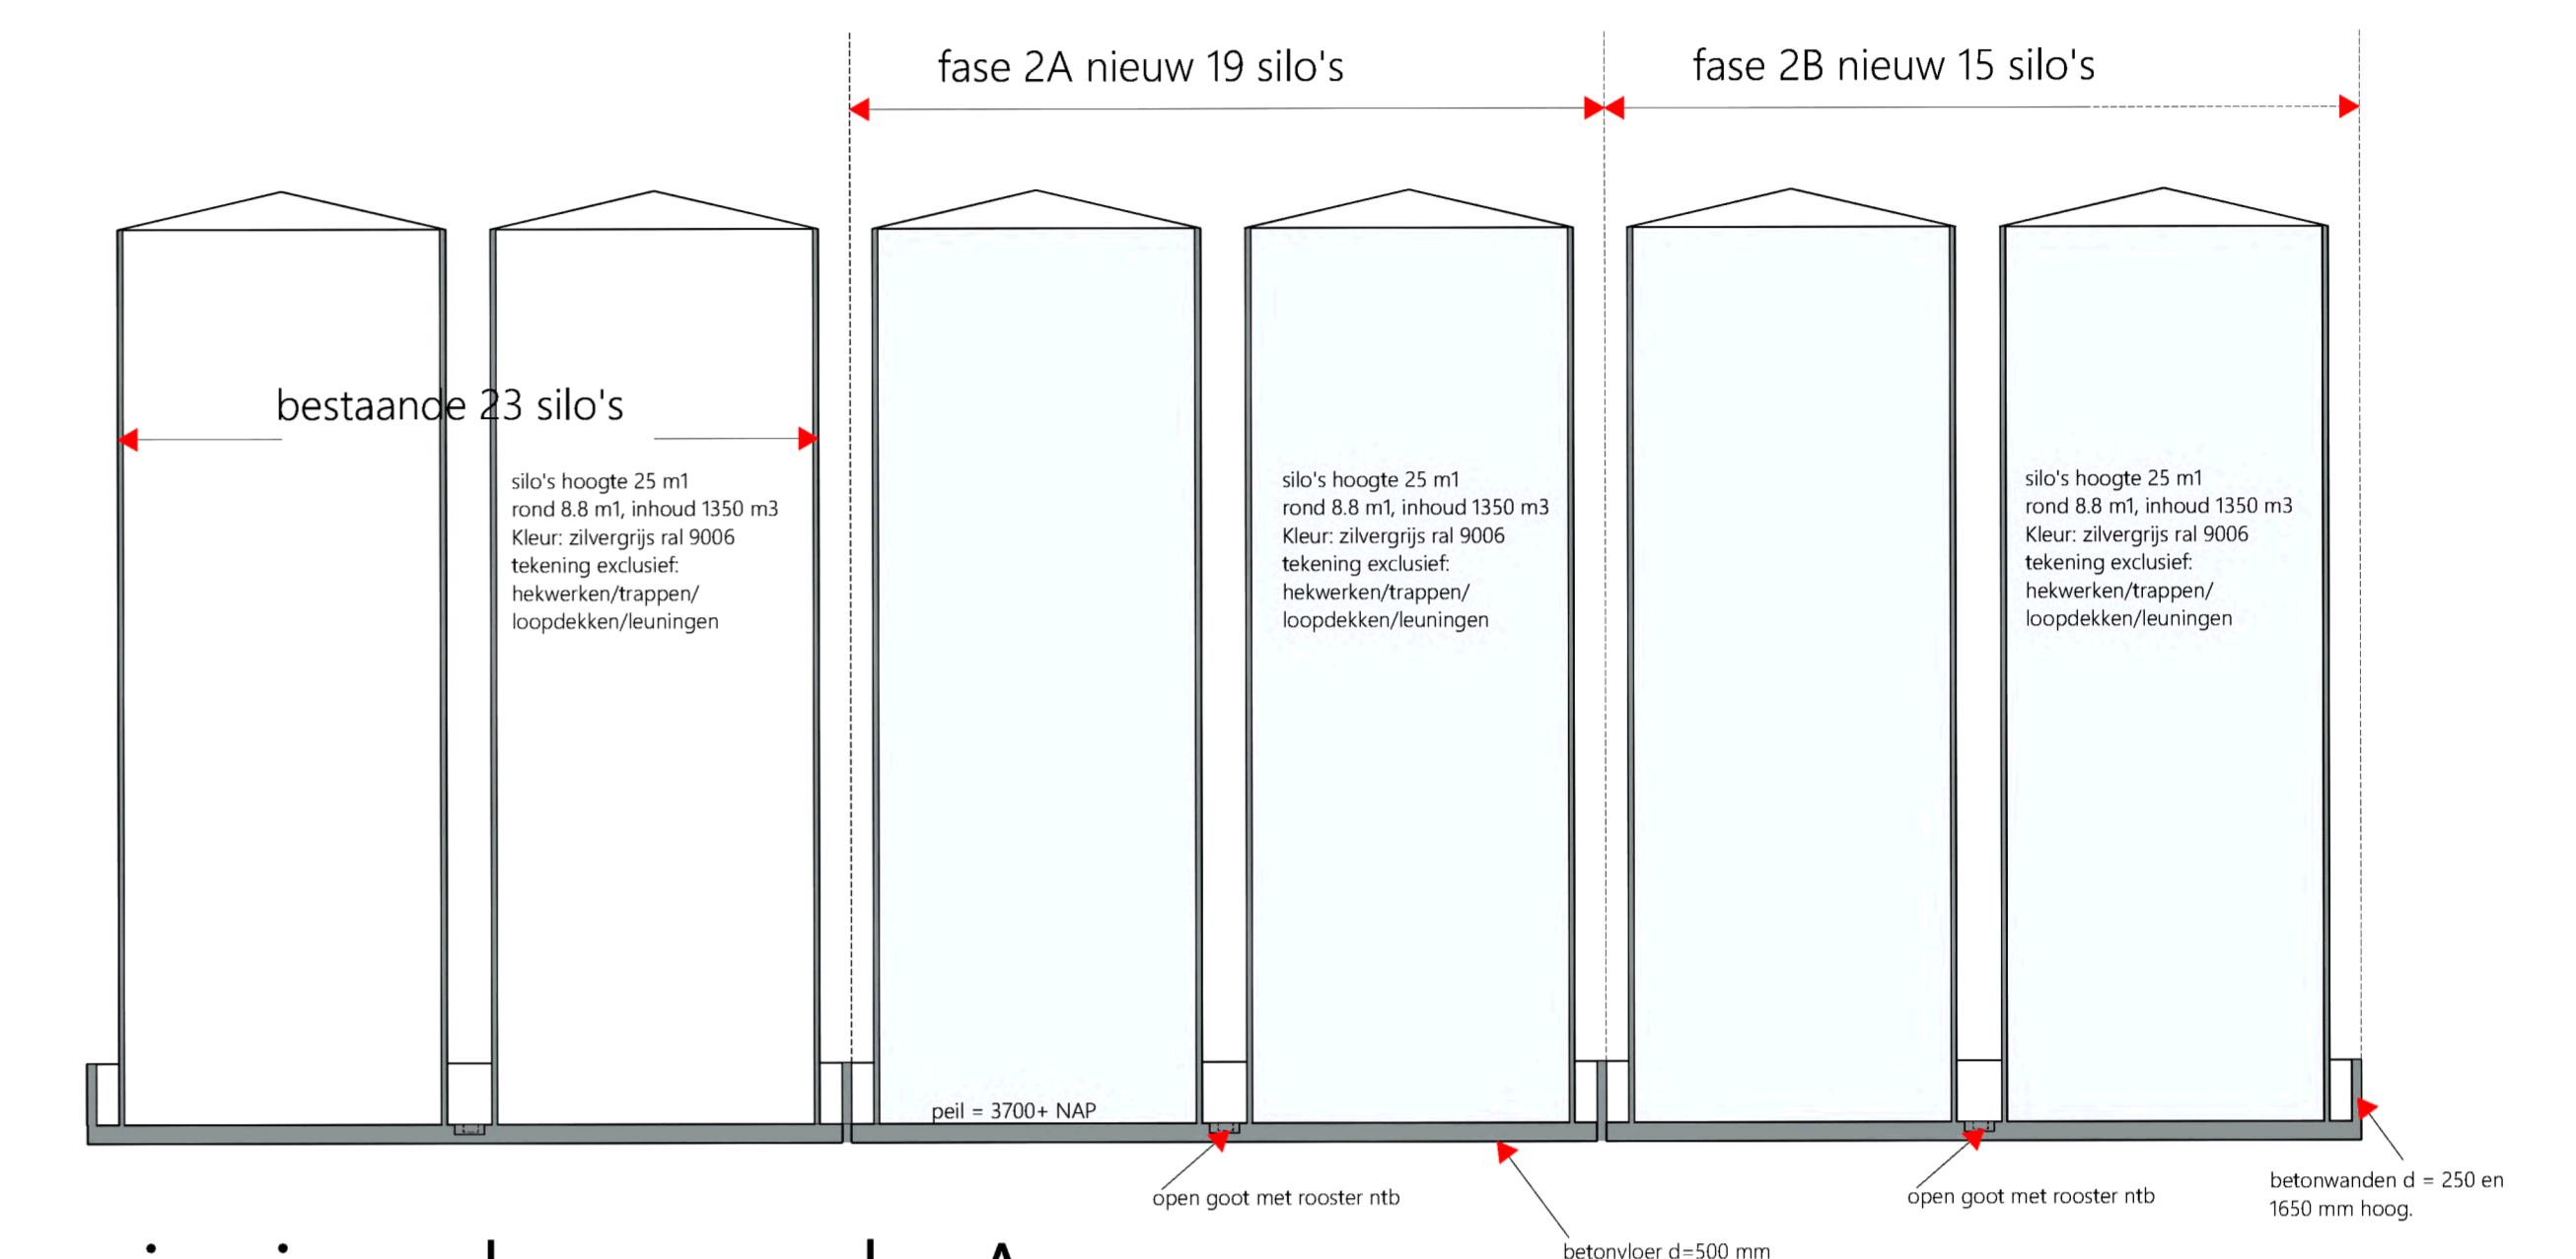 fase 2A nieuw 19 silo's
fase 2B nieuw 15 silo's
bestaande 23 silo's
silo's hoogte 25 m1
rond 8.8 m1, inhoud 1350 m3
Kleur: zilvergrijs ral 9006
tekening exclusief:
hekwerken/trappen/
loopdekken/leuningen
silo's hoogte 25 m1
rond 8.8 m1, inhoud 1350 m3
Kleur: zilvergrijs ral 9006
tekening exclusief:
hekwerken/trappen/
loopdekken/leuningen
silo's hoogte 25 m1
rond 8.8 m1, inhoud 1350 m3
Kleur: zilvergrijs ral 9006
tekening exclusief:
hekwerken/trappen/
loopdekken/leuningen
peil = 3700+ NAP
open goot met rooster ntb
open goot met rooster ntb
betonwanden d = 250 en
1650 mm hoog.
betonvloer d=500 mm